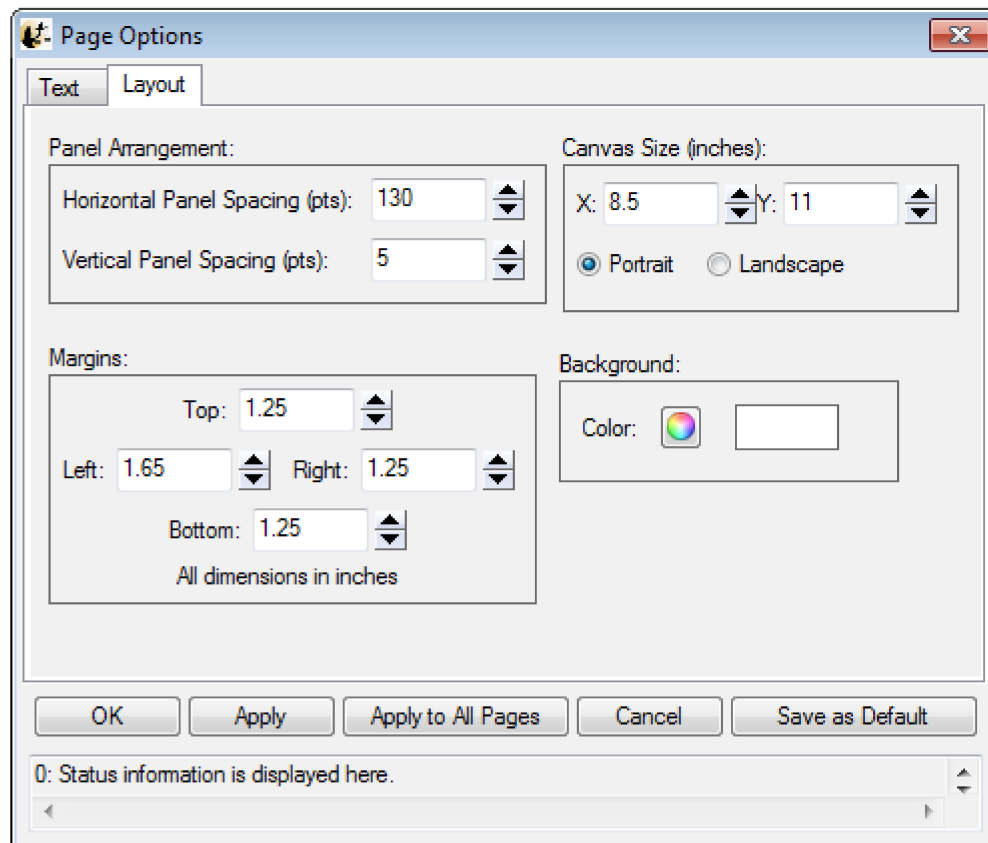 Page Options
Text Layout
Panel Arrangement:
Horizontal Panel Spacing (pts): 130
Vertical Panel Spacing (pts): 5
Canvas Size (inches):
X: 8.5 Y: 11
Portrait Landscape
Margins:
Top: 1.25
Left: 1.65 Right: 1.25
Bottom: 1.25
All dimensions in inches
Background:
Color:
OK Apply Apply to All Pages Cancel Save as Default
0: Status information is displayed here.